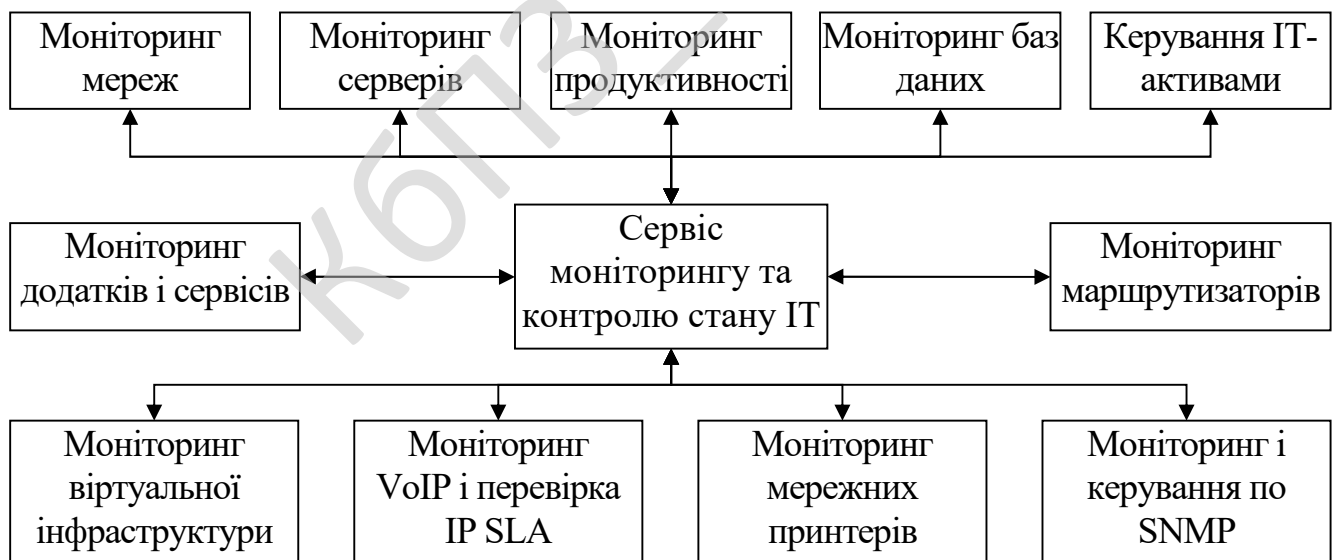 Моніторинг
мереж
Моніторинг
серверів
Моніторинг
продуктивності
Моніторинг баз
даних
Керування ІТ-
активами
Моніторинг
додатків і сервісів
Сервіс
моніторингу та
контролю стану ІТ
Моніторинг
маршрутизаторів
Моніторинг
віртуальної
інфраструктури
Моніторинг
VoIP і перевірка
IP SLA
Моніторинг
мережних
принтерів
Моніторинг і
керування по
SNMP
КбПЗ_